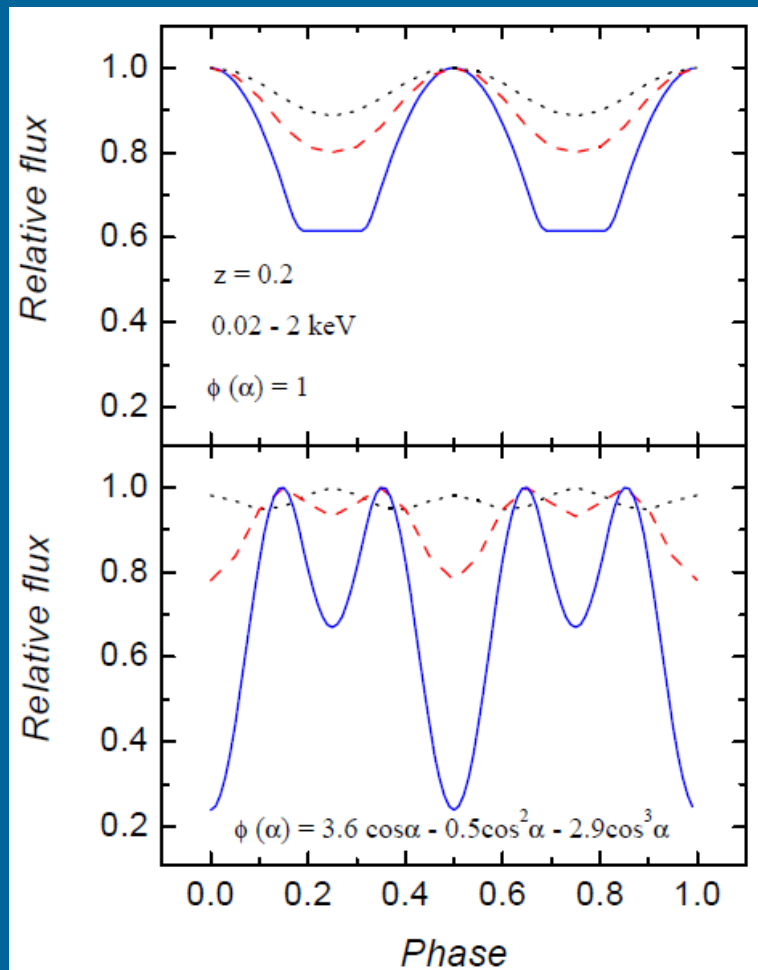 Relative flux
1.0
0.8
0.6
0.4
0.2
z = 0.2
0.02 - 2 keV
ϕ (α) = 1
Relative flux
1.0
0.8
0.6
0.4
0.2
ϕ (α) = 3.6 cosα - 0.5cos²α - 2.9cos³α
0.0 0.2 0.4 0.6 0.8 1.0
Phase